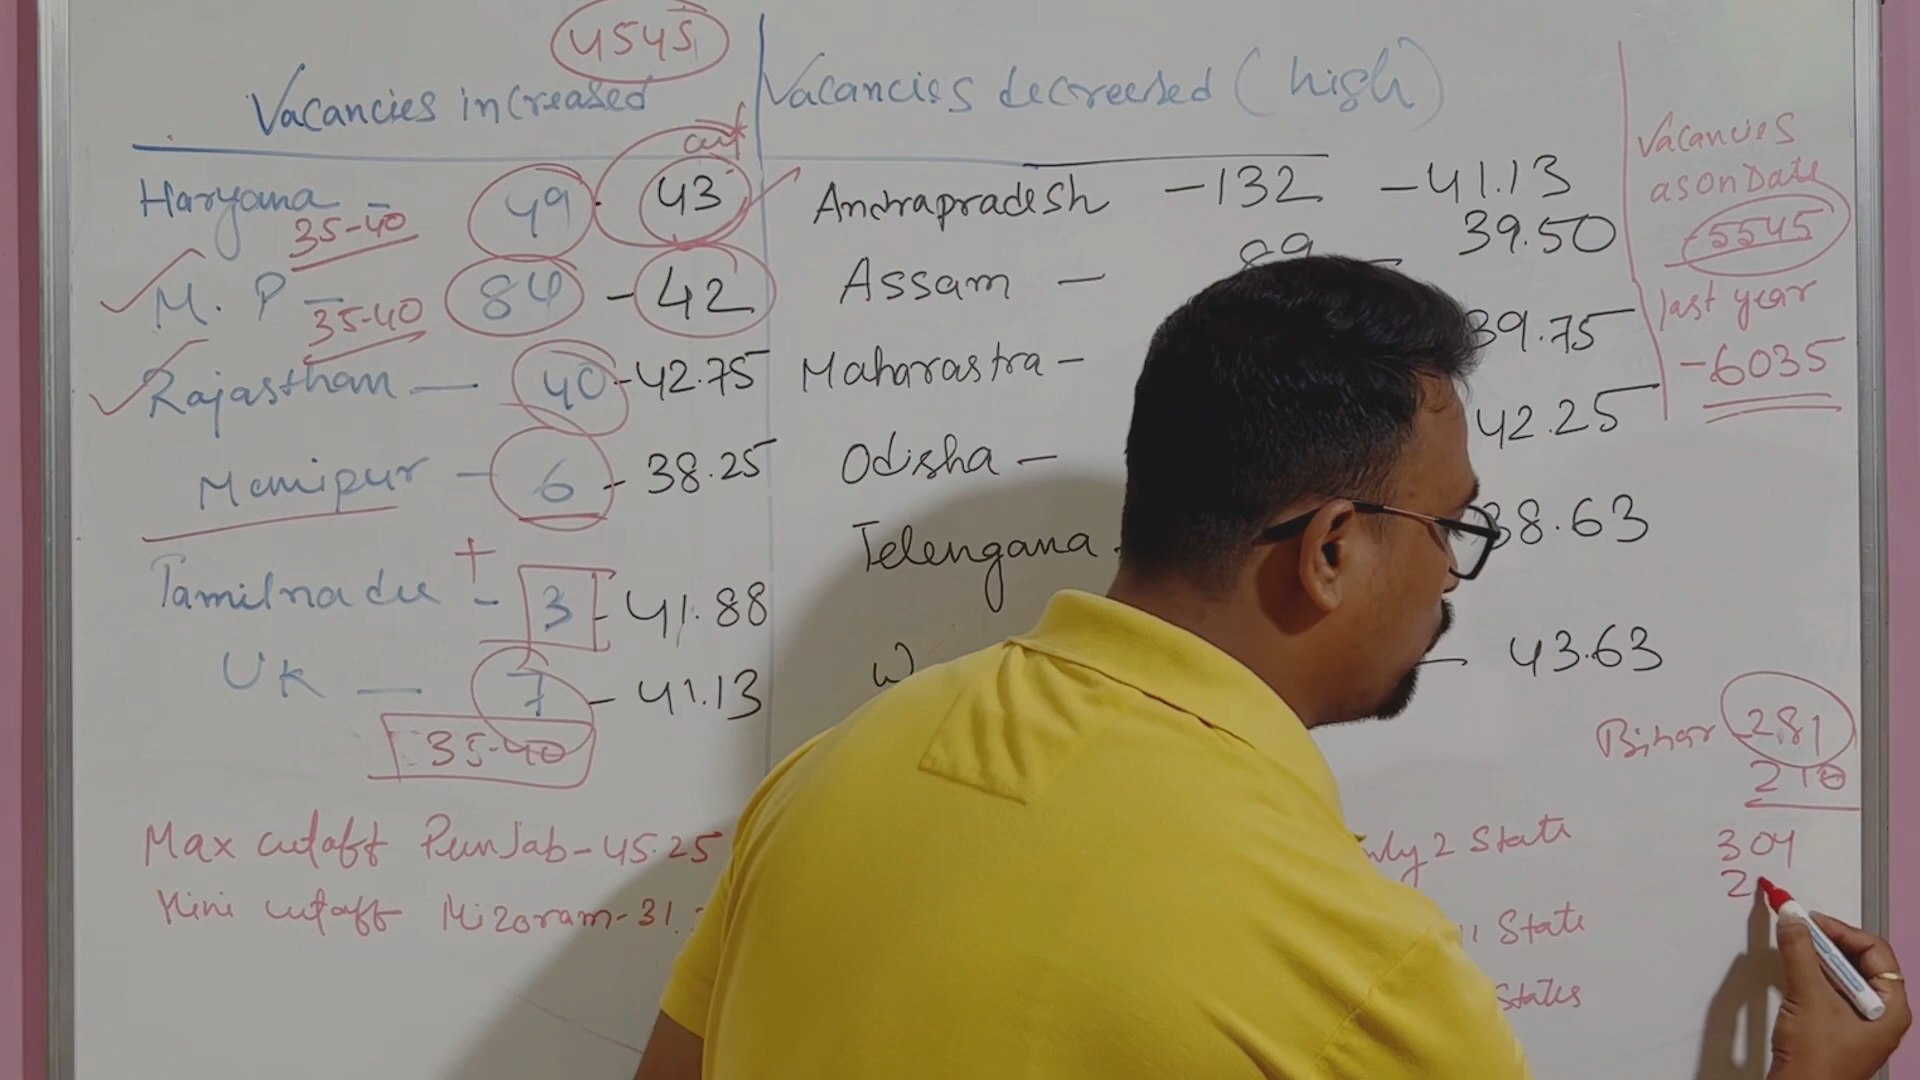 4545
Vacancies increased
cut
Haryana - 49 - 43
35-40
M. P - 84 - 42
35-40
Rajasthan — 40 - 42.75
Manipur - 6 - 38.25
+
Tamilnadu - 3 - 41.88
UK — 7 - 41.13
35-40
Max cutoff Punjab - 45.25
Mini cutoff Mizoram - 31.
Vacancies decreesed (high)
Andrapradesh - 132 - 41.13
Assam — 89 - 39.50
Maharastra - 39.75
Odisha - 42.25
Telengana 38.63
W - 43.63
2 State
State
States
Vacancies
as on Date
- 5545
last year
- 6035
Bihar - 281
210
304
2